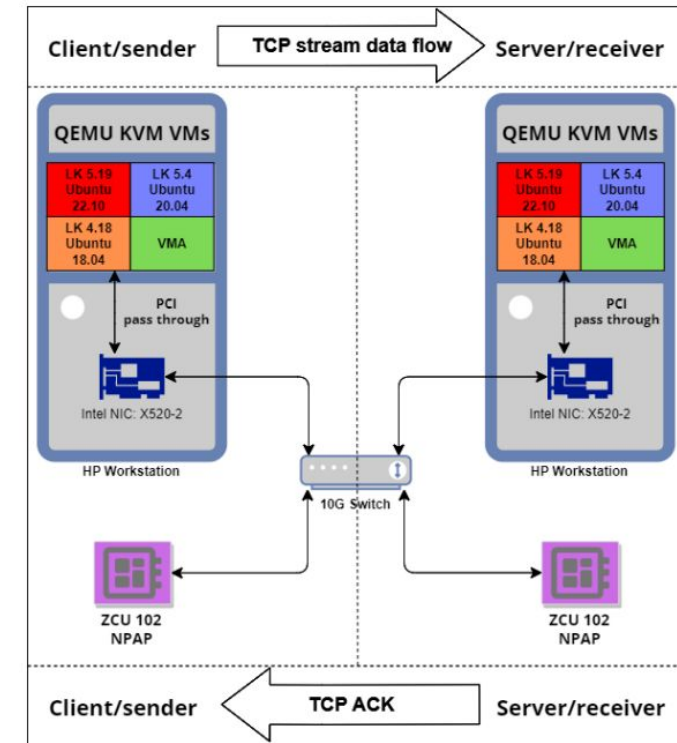 Client/sender
TCP stream data flow
Server/receiver
QEMU KVM VMs
LK 5.19
Ubuntu
22.10
LK 5.4
Ubuntu
20.04
LK 4.18
Ubuntu
18.04
VMA
PCI
pass through
Intel NIC: X520-2
HP Workstation
QEMU KVM VMs
LK 5.19
Ubuntu
22.10
LK 5.4
Ubuntu
20.04
LK 4.18
Ubuntu
18.04
VMA
PCI
pass through
Intel NIC: X520-2
HP Workstation
10G Switch
ZCU 102
NPAP
ZCU 102
NPAP
Client/sender
TCP ACK
Server/receiver